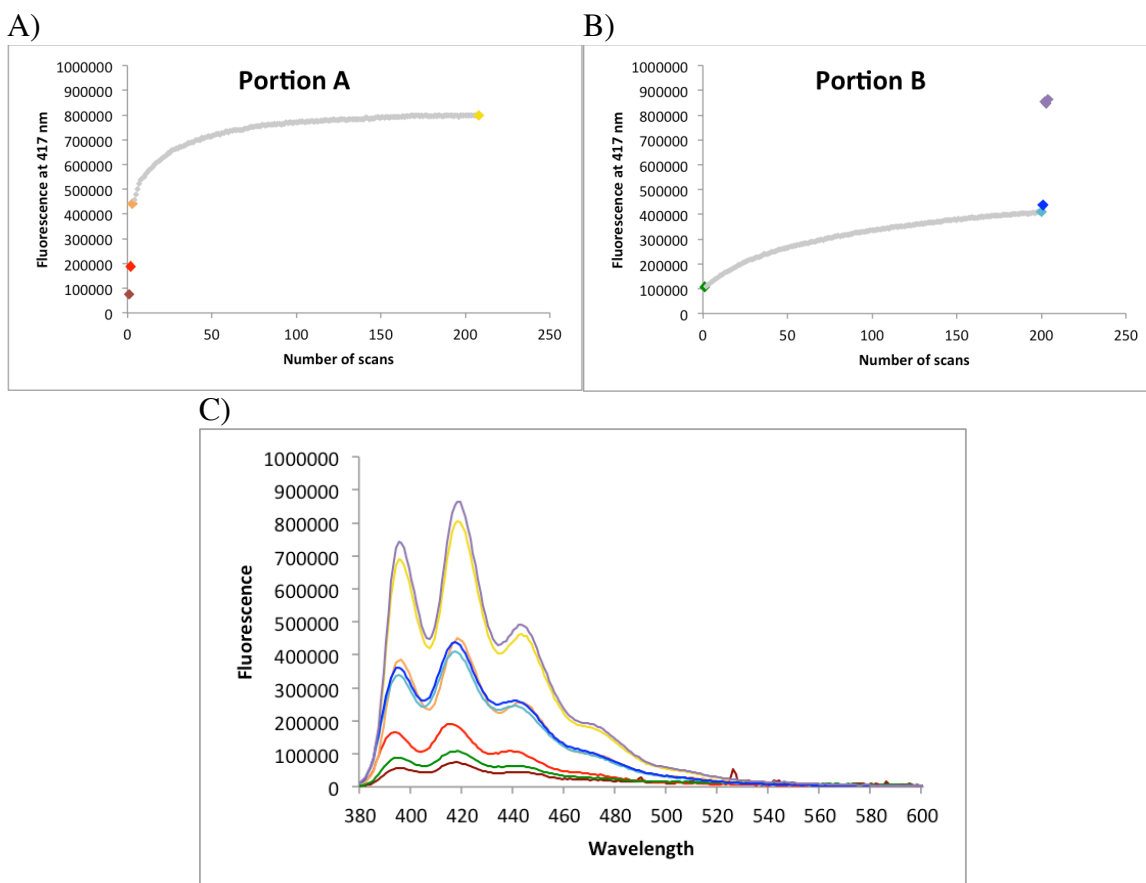 A)
Portion A
1000000
900000
800000
700000
600000
500000
400000
300000
200000
100000
0
Fluorescence at 417 nm
0 50 100 150 200 250
Number of scans
B)
Portion B
1000000
900000
800000
700000
600000
500000
400000
300000
200000
100000
0
Fluorescence at 417 nm
0 50 100 150 200 250
Number of scans
C)
1000000
900000
800000
700000
600000
500000
400000
300000
200000
100000
0
Fluorescence
380 400 420 440 460 480 500 520 540 560 580 600
Wavelength